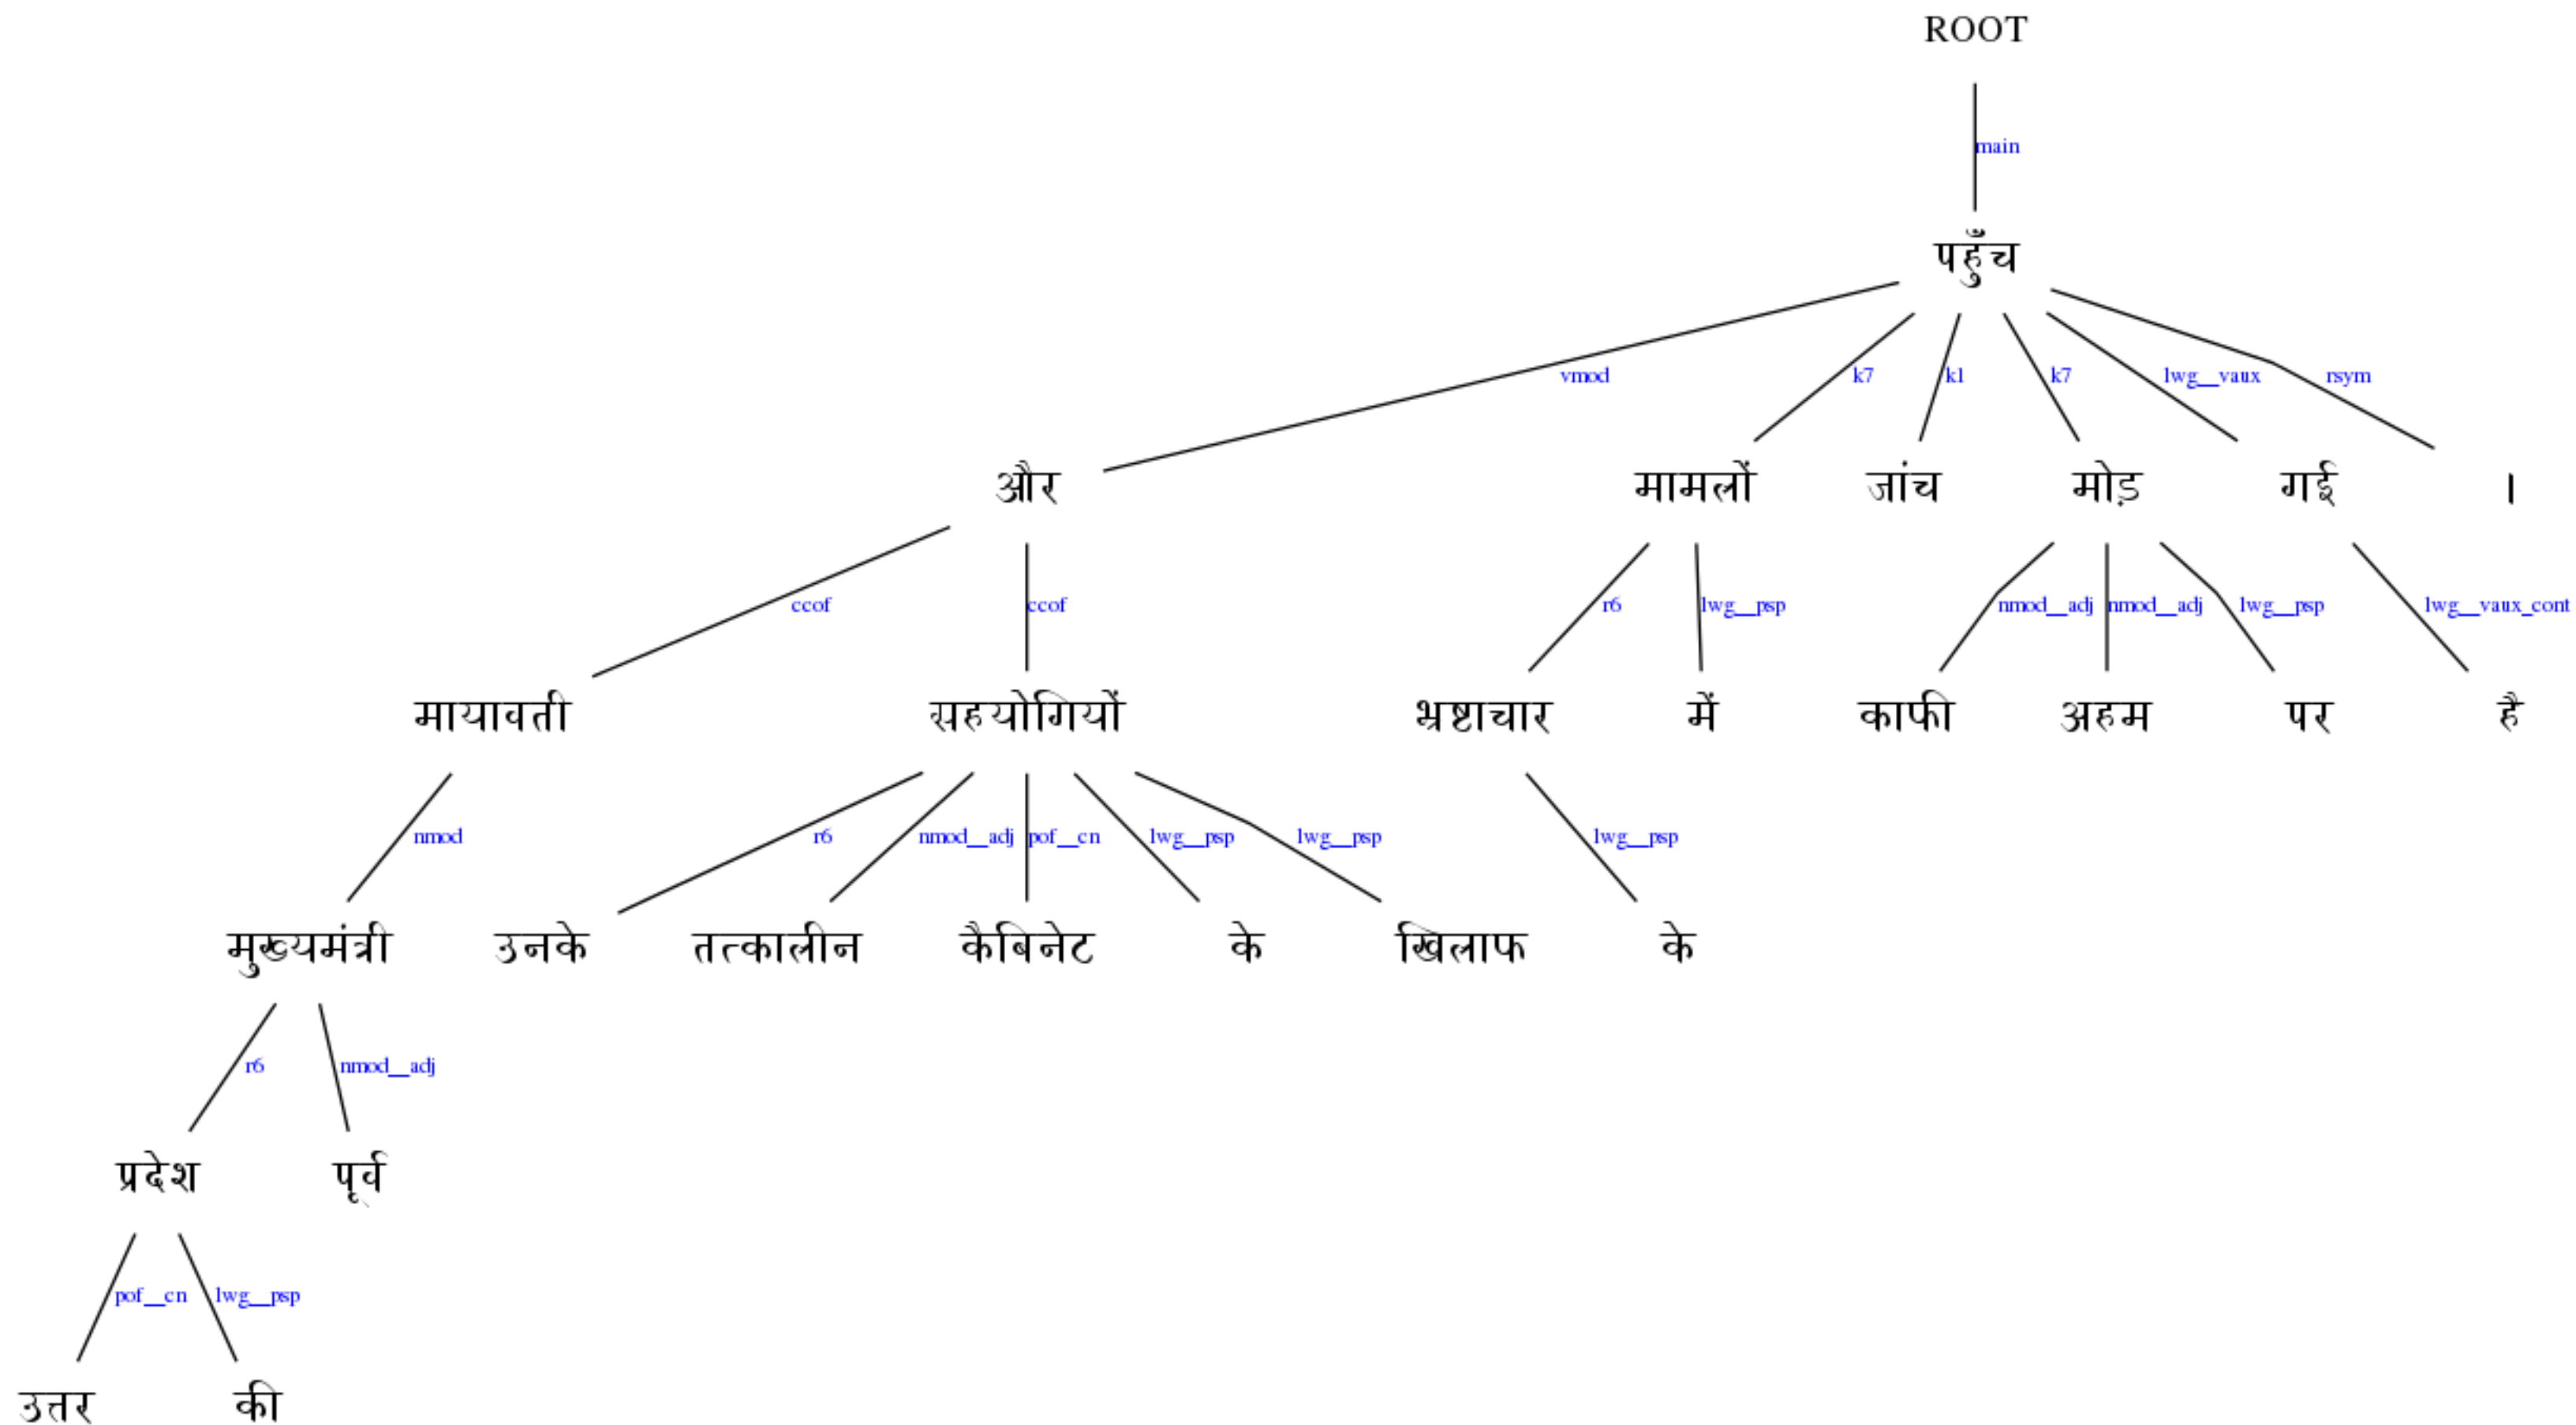 ROOT
main
पहुँच
vmod k7 k1 k7 lwg__vaux rsym
और मामलों जांच मोड़ गई ।
ccof ccof r6 lwg__psp nmod__adj nmod__adj lwg__psp lwg__vaux_cont
मायावती सहयोगियों भ्रष्टाचार में काफी अहम पर है
nmod r6 nmod__adj pof__cn lwg__psp lwg__psp lwg__psp
मुख्यमंत्री उनके तत्कालीन कैबिनेट के खिलाफ के
r6 nmod__adj
प्रदेश पूर्व
pof__cn lwg__psp
उत्तर की